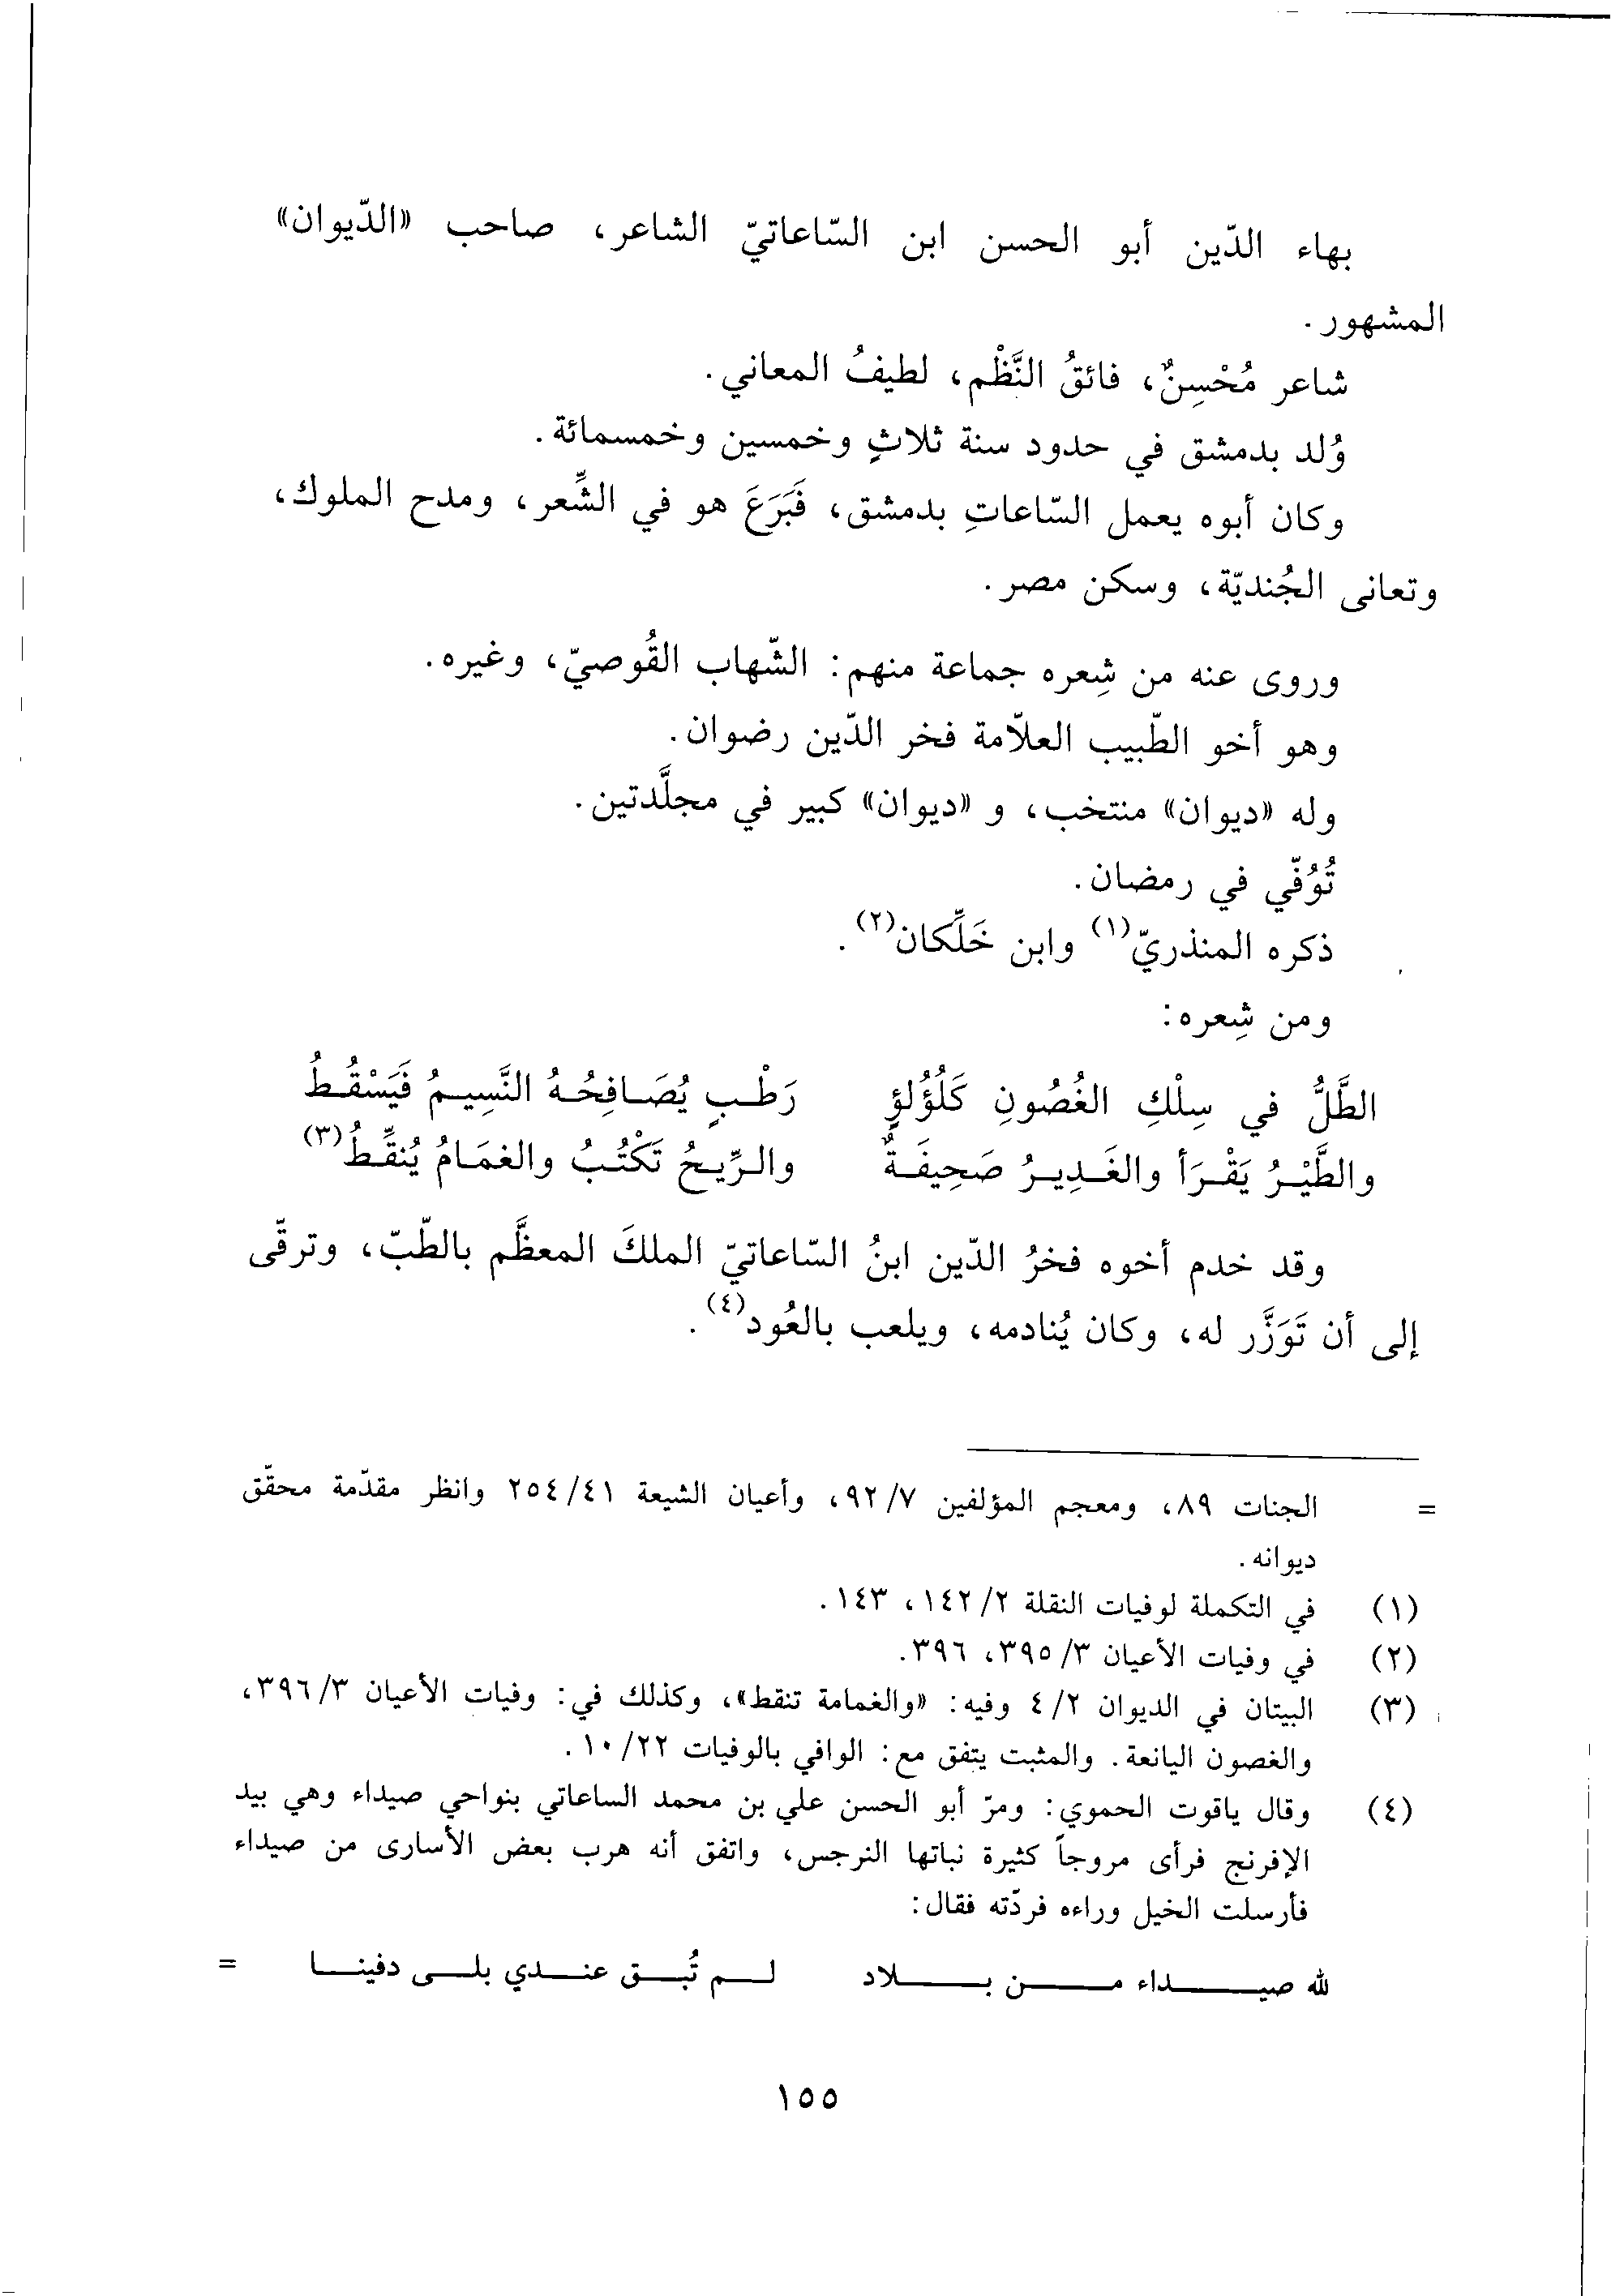 بهاء الدّين أبو الحسن ابن السّاعاتيّ الشاعر، صاحب «الدّيوان»
المشهور.
شاعر مُحْسِنٌ، فائقُ النَّظْم، لطيفُ المعاني.
وُلد بدمشق في حدود سنة ثلاثٍ وخمسين وخمسمائة.
وكان أبوه يعمل السّاعاتِ بدمشق، فَبَرَعَ هو في الشِّعر، ومدح الملوك،
وتعانى الجُنديّة، وسكن مصر.
وروى عنه من شِعره جماعة منهم: الشّهاب القُوصيّ، وغيره.
وهو أخو الطّبيب العلاّمة فخر الدّين رضوان.
وله «ديوان» منتخب، و «ديوان» كبير في مجلَّدتين.
تُوُفّي في رمضان.
ذكره المنذريّ(١) وابن خَلِّكان(٢).
ومن شِعره:
الطَّلُّ في سِلْكِ الغُصُونِ كَلُؤْلُؤٍ رَطْبٍ يُصَافِحُهُ النَّسِيمُ فَيَسْقُطُ
والطَّيْرُ يَقْرَأ والغَدِيرُ صَحِيفَةٌ والرِّيحُ تَكْتُبُ والغمَامُ يُنقِّطُ(٣)
وقد خدم أخوه فخرُ الدّين ابنُ السّاعاتيّ الملكَ المعظَّم بالطّبّ، وترقّى
إلى أن تَوَزَّر له، وكان يُنادمه، ويلعب بالعُود(٤).
= الجنات ٨٩، ومعجم المؤلفين ٩٢/٧، وأعيان الشيعة ٢٥٤/٤١ وانظر مقدّمة محقّق
ديوانه.
(١) في التكملة لوفيات النقلة ١٤٢/٢، ١٤٣.
(٢) في وفيات الأعيان ٣٩٥/٣، ٣٩٦.
(٣) البيتان في الديوان ٤/٢ وفيه: «والغمامة تنقط»، وكذلك في: وفيات الأعيان ٣٩٦/٣،
والغصون اليانعة. والمثبت يتفق مع: الوافي بالوفيات ١٠/٢٢.
(٤) وقال ياقوت الحموي: ومرّ أبو الحسن علي بن محمد الساعاتي بنواحي صيداء وهي بيد
الإفرنج فرأى مروجاً كثيرة نباتها النرجس، واتفق أنه هرب بعض الأسارى من صيداء
فأرسلت الخيل وراءه فردّته فقال:
لله صيداء من بلاد لم تُبق عندي بلى دفينا =
١٥٥